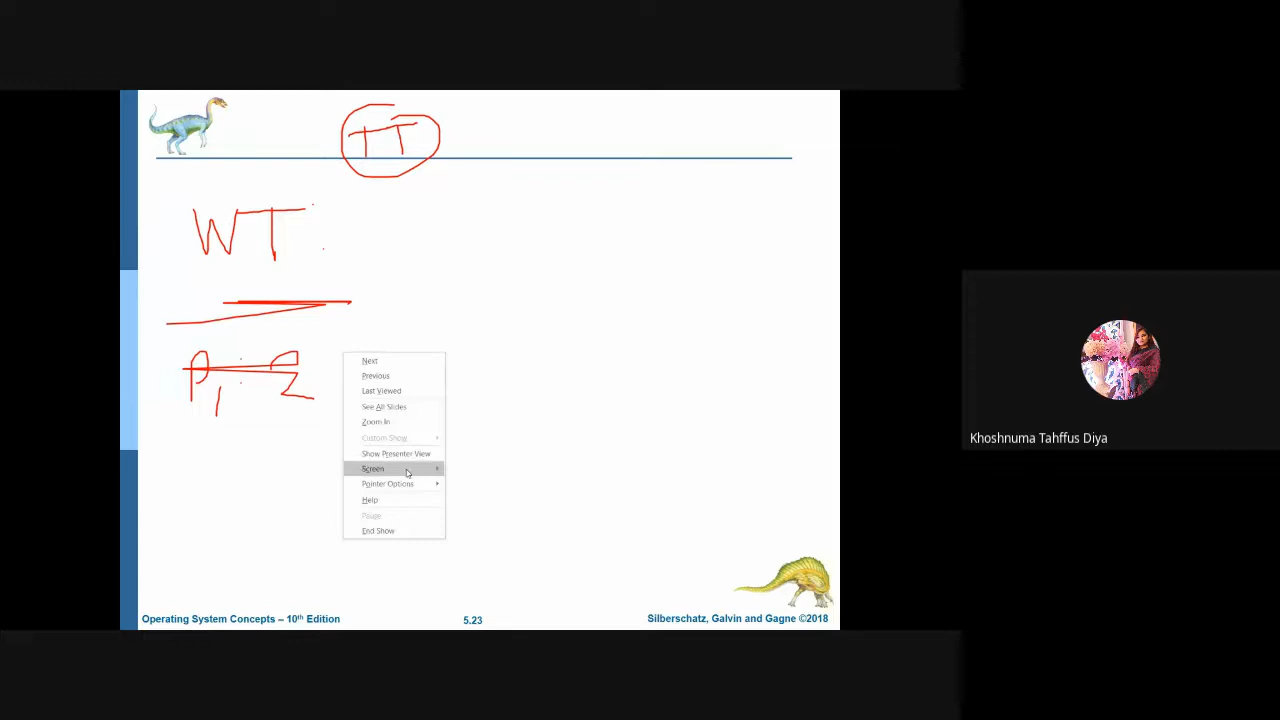 TT
WT
P1 : 2
Next
Previous
Last Viewed
See All Slides
Zoom In
Custom Show
Show Presenter View
Screen
Pointer Options
Help
Pause
End Show
Khoshnuma Tahffus Diya
Operating System Concepts – 10th Edition
5.23
Silberschatz, Galvin and Gagne ©2018